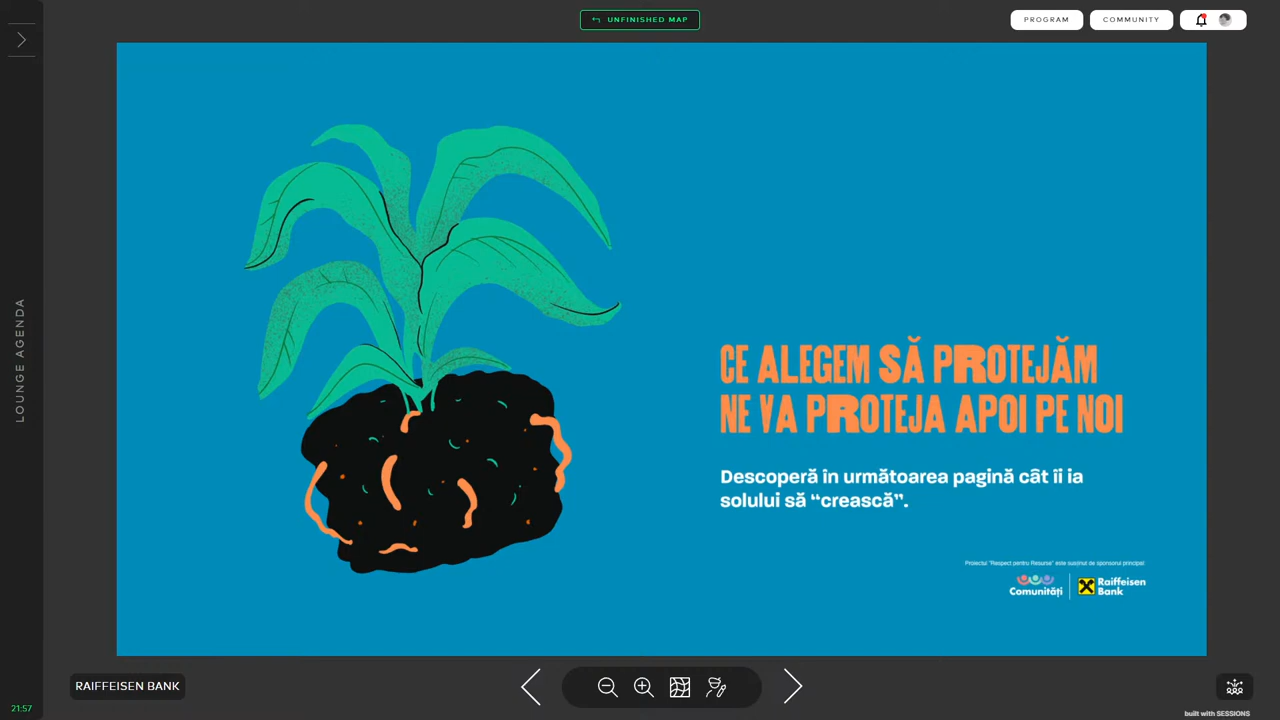 UNFINISHED MAP
PROGRAM
COMMUNITY
LOUNGE AGENDA
CE ALEGEM SĂ PROTEJĂM
NE VA PROTEJA APOI PE NOI
Descoperă în următoarea pagină cât îi ia
solului să “crească”.
Proiectul "Respect pentru Resurse" este susținut de sponsorul principal:
Comunități
Raiffeisen
Bank
RAIFFEISEN BANK
21:57
built with SESSIONS